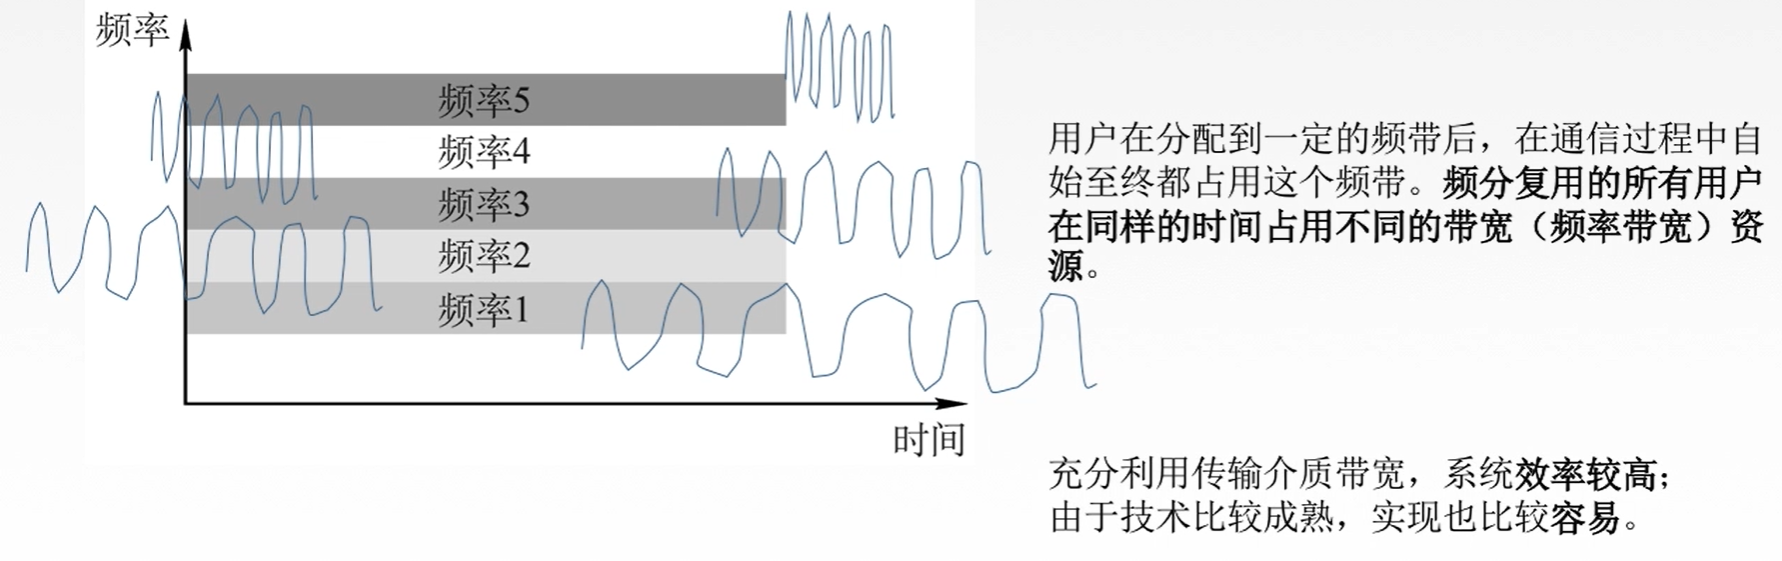 频率
频率5
频率4
频率3
频率2
频率1
时间
用户在分配到一定的频带后，在通信过程中自
始至终都占用这个频带。频分复用的所有用户
在同样的时间占用不同的带宽（频率带宽）资
源。
充分利用传输介质带宽，系统效率较高；
由于技术比较成熟，实现也比较容易。